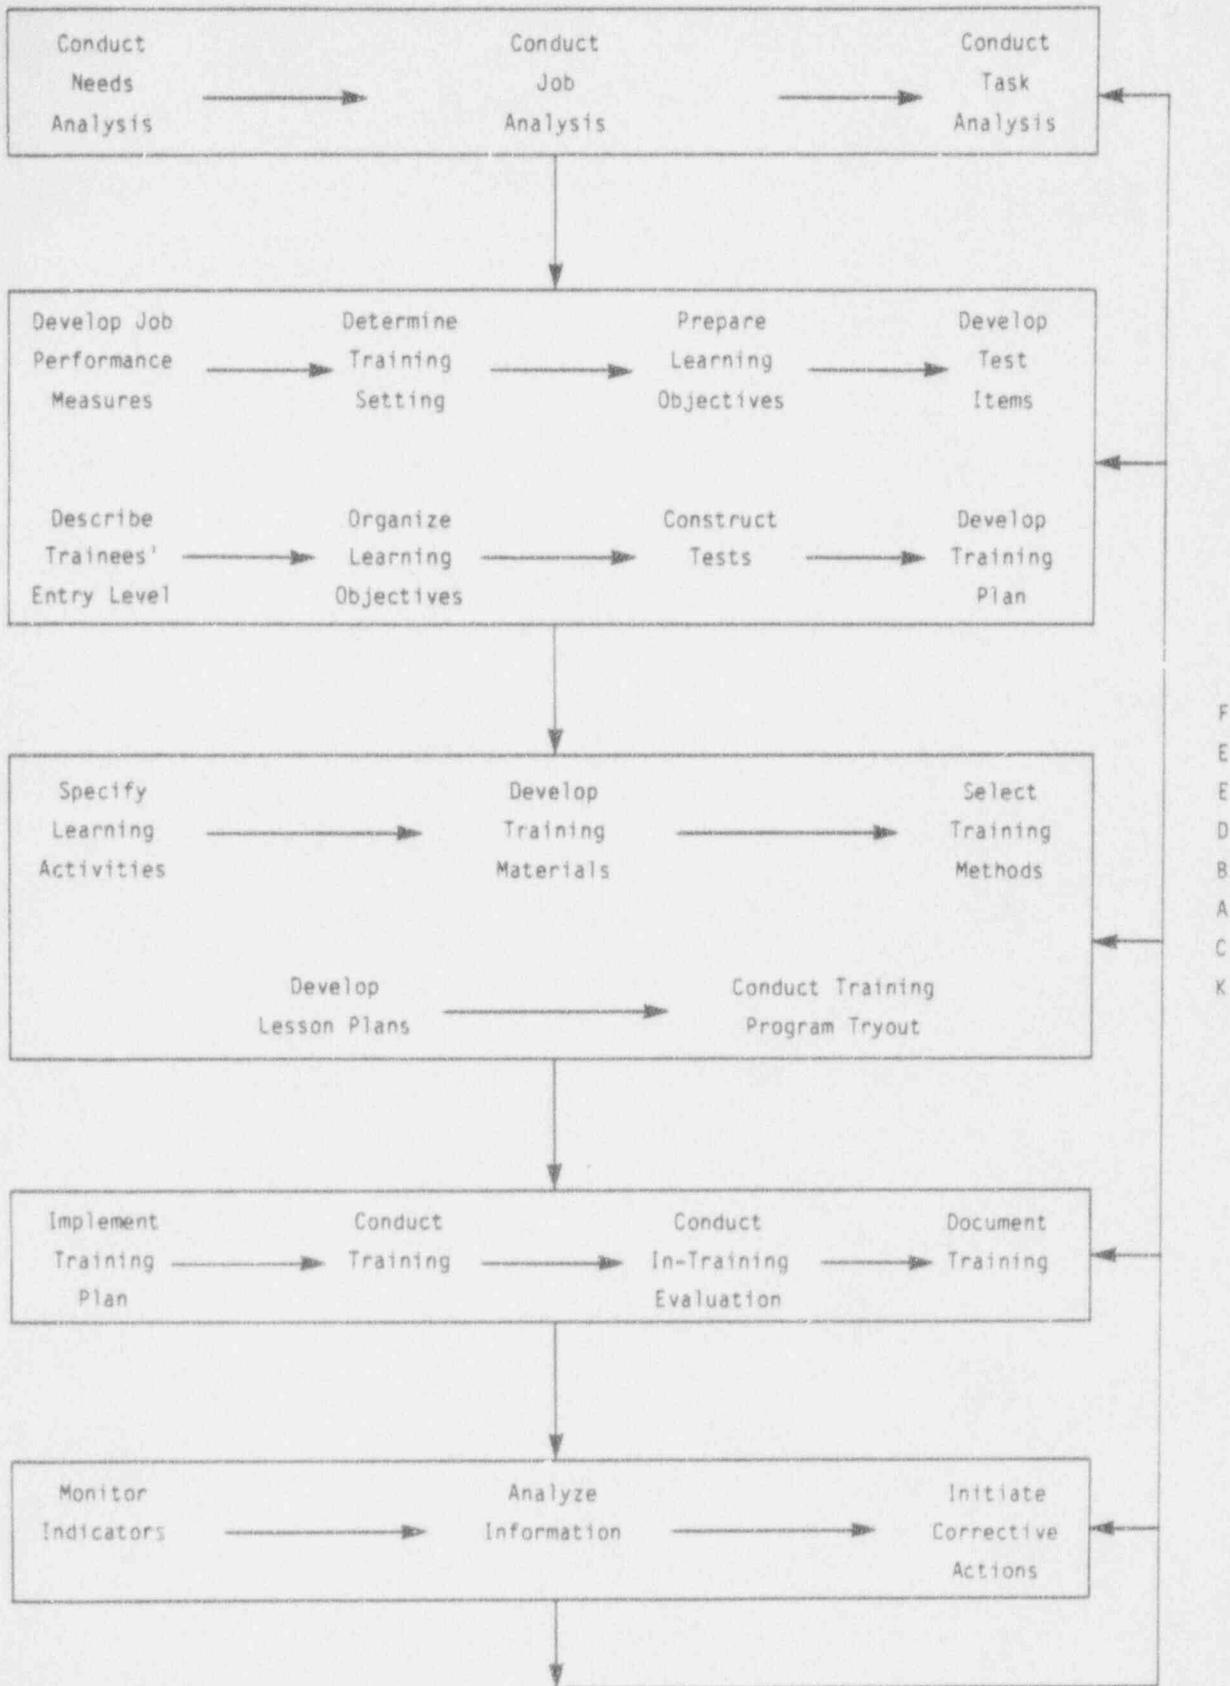 Conduct
Needs
Analysis
Conduct
Job
Analysis
Conduct
Task
Analysis
Develop Job
Performance
Measures
Determine
Training
Setting
Prepare
Learning
Objectives
Develop
Test
Items
Describe
Trainees'
Entry Level
Organize
Learning
Objectives
Construct
Tests
Develop
Training
Plan
Specify
Learning
Activities
Develop
Training
Materials
Select
Training
Methods
Develop
Lesson Plans
Conduct Training
Program Tryout
Implement
Training
Plan
Conduct
Training
Conduct
In-Training
Evaluation
Document
Training
Monitor
Indicators
Analyze
Information
Initiate
Corrective
Actions
F
E
E
D
B
A
C
K